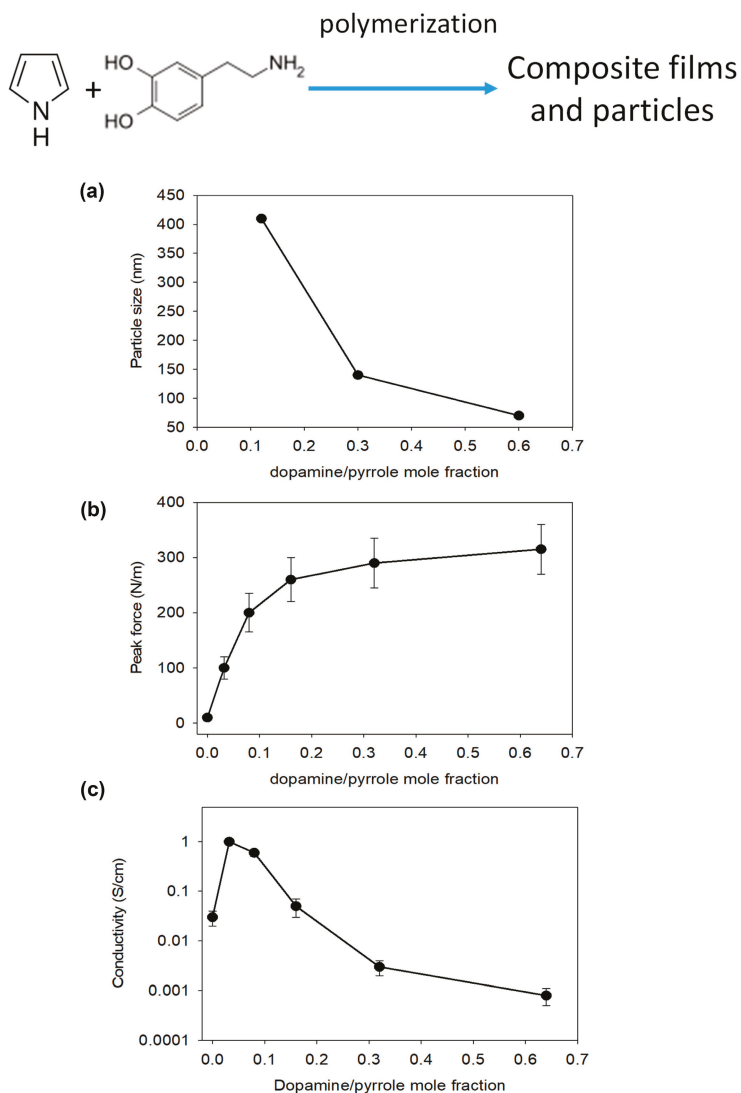 polymerization
N
H
+
HO
HO
NH2
Composite films
and particles
(a)
450
400
350
300
250
200
150
100
50
Particle size (nm)
0.0 0.1 0.2 0.3 0.4 0.5 0.6 0.7
dopamine/pyrrole mole fraction
(b)
400
300
200
100
0
Peak force (N/m)
0.0 0.1 0.2 0.3 0.4 0.5 0.6 0.7
dopamine/pyrrole mole fraction
(c)
1
0.1
0.01
0.001
0.0001
Conductivity (S/cm)
0.0 0.1 0.2 0.3 0.4 0.5 0.6 0.7
Dopamine/pyrrole mole fraction